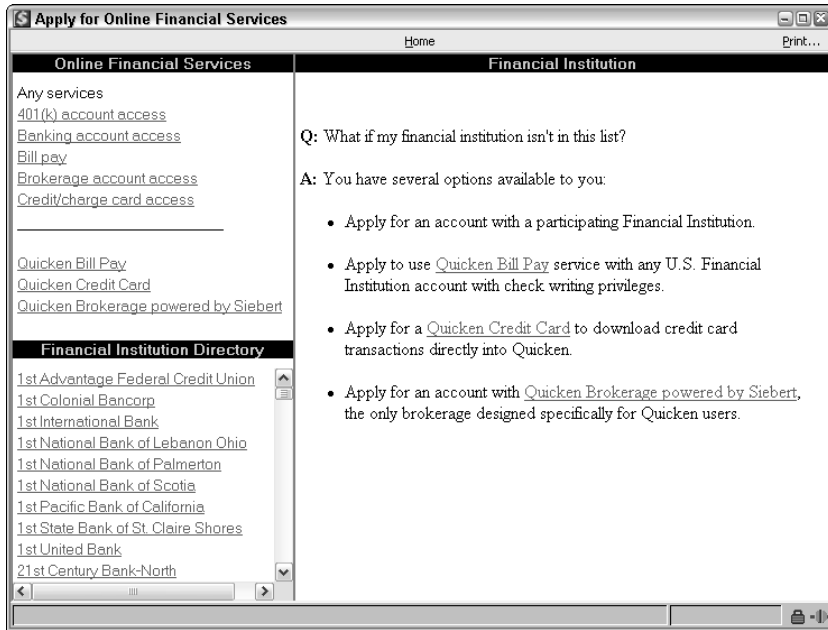 Apply for Online Financial Services
Home
Print...
Online Financial Services
Any services
401(k) account access
Banking account access
Bill pay
Brokerage account access
Credit/charge card access
Quicken Bill Pay
Quicken Credit Card
Quicken Brokerage powered by Siebert
Financial Institution Directory
1st Advantage Federal Credit Union
1st Colonial Bancorp
1st International Bank
1st National Bank of Lebanon Ohio
1st National Bank of Palmerton
1st National Bank of Scotia
1st Pacific Bank of California
1st State Bank of St. Claire Shores
1st United Bank
21st Century Bank-North
Financial Institution
Q: What if my financial institution isn't in this list?
A: You have several options available to you:
• Apply for an account with a participating Financial Institution.
• Apply to use Quicken Bill Pay service with any U.S. Financial
Institution account with check writing privileges.
• Apply for a Quicken Credit Card to download credit card
transactions directly into Quicken.
• Apply for an account with Quicken Brokerage powered by Siebert,
the only brokerage designed specifically for Quicken users.